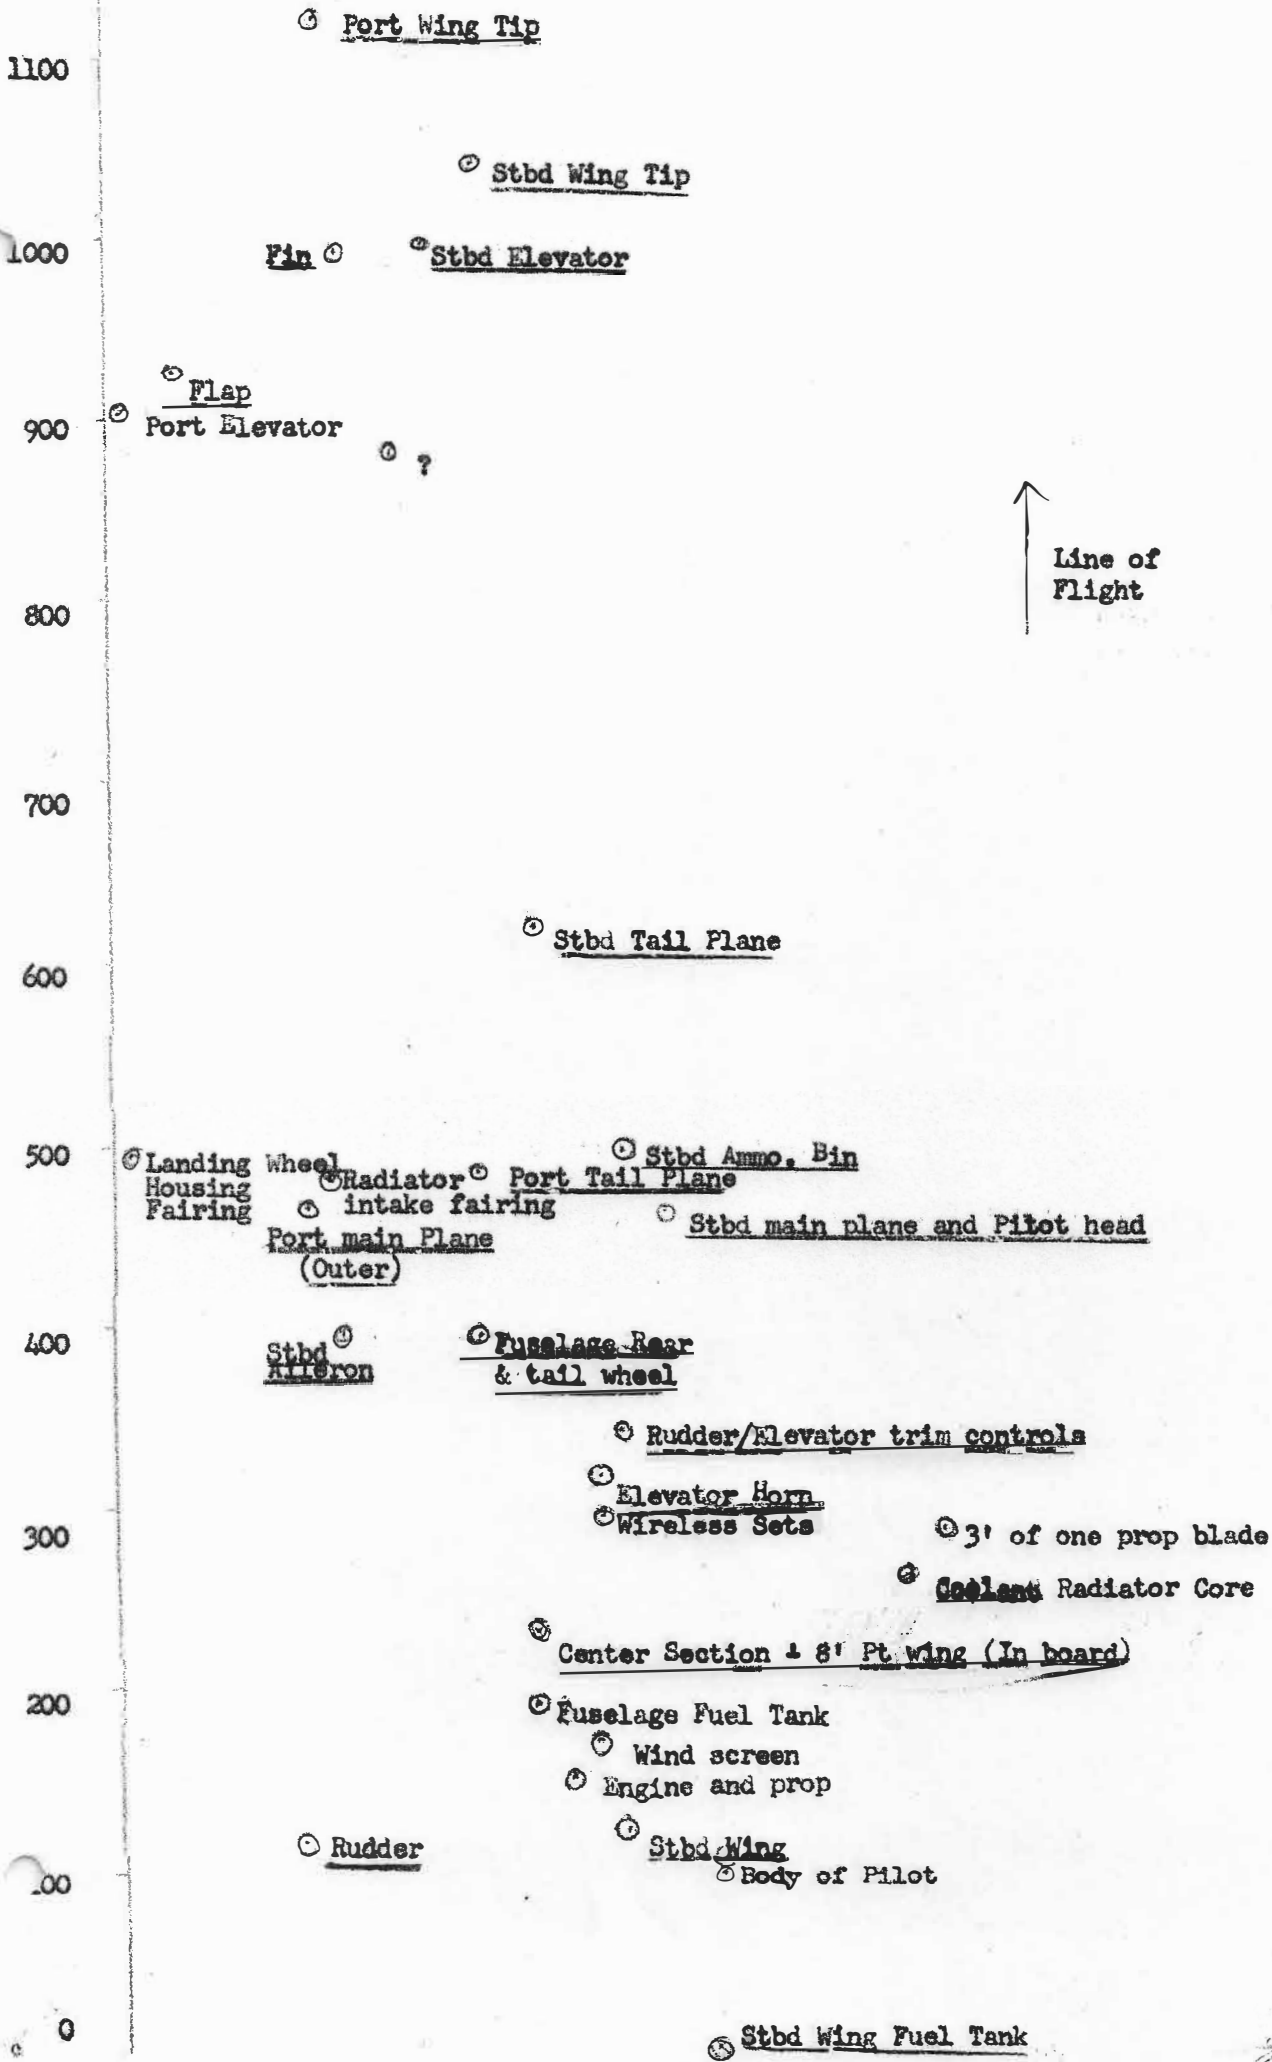 Port Wing Tip
1100
Stbd Wing Tip
1000
Fin
Stbd Elevator
Flap
900
Port Elevator
?
Line of
Flight
800
700
Stbd Tail Plane
600
500
Landing Wheel
Housing
Fairing
Radiator
intake fairing
Port Tail Plane
Stbd Ammo. Bin
Stbd main plane and Pitot head
Port main Plane
(Outer)
400
Stbd
Aileron
Fuselage Rear
& tail wheel
Rudder/Elevator trim controls
Elevator Horn
Wireless Sets
300
3' of one prop blade
Coolant Radiator Core
Center Section + 8' Pt wing (In board)
200
Fuselage Fuel Tank
Wind screen
Engine and prop
Rudder
Stbd Wing
Body of Pilot
00
0
Stbd Wing Fuel Tank